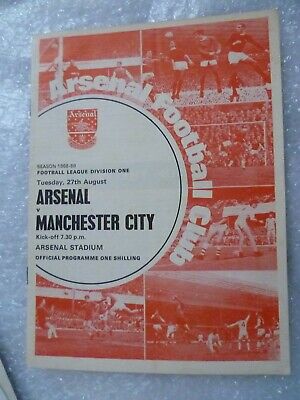 Arsenal Football Club
Arsenal
SEASON 1968-69
FOOTBALL LEAGUE DIVISION ONE
Tuesday, 27th August
ARSENAL
v
MANCHESTER CITY
Kick-off 7.30 p.m.
ARSENAL STADIUM
OFFICIAL PROGRAMME ONE SHILLING